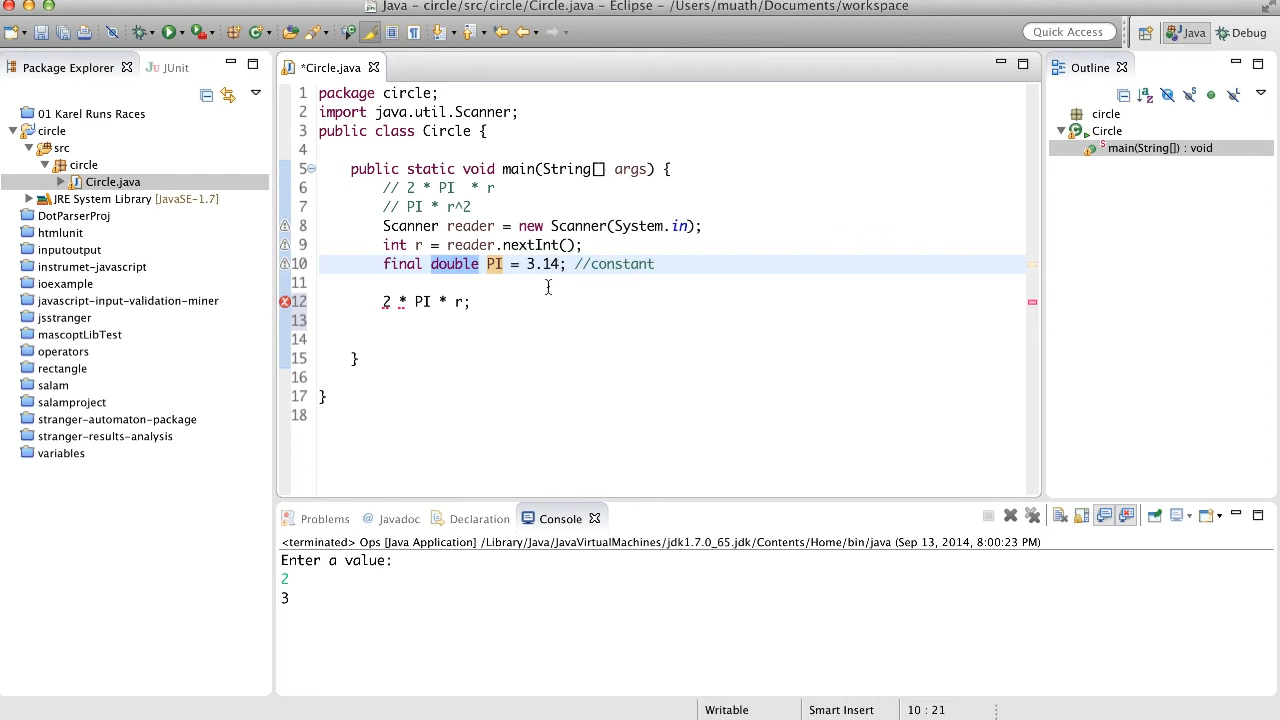 Java - circle/src/circle/Circle.java - Eclipse - /Users/muath/Documents/workspace
Quick Access
Java
Debug
Package Explorer
JUnit
*Circle.java
Outline
01 Karel Runs Races
circle
src
circle
Circle.java
JRE System Library [JavaSE-1.7]
DotParserProj
htmlunit
inputoutput
instrumet-javascript
ioexample
javascript-input-validation-miner
jsstranger
mascoptLibTest
operators
rectangle
salam
salamproject
stranger-automaton-package
stranger-results-analysis
variables
1 package circle;
2 import java.util.Scanner;
3 public class Circle {
4
5 public static void main(String[] args) {
6 // 2 * PI  * r
7 // PI * r^2
8 Scanner reader = new Scanner(System.in);
9 int r = reader.nextInt();
10 final double PI = 3.14; //constant
11
12 2 * PI * r;
13
14
15 }
16
17 }
18
circle
Circle
main(String[]) : void
Problems
@ Javadoc
Declaration
Console
<terminated> Ops [Java Application] /Library/Java/JavaVirtualMachines/jdk1.7.0_65.jdk/Contents/Home/bin/java (Sep 13, 2014, 8:00:23 PM)
Enter a value:
2
3
Writable
Smart Insert
10 : 21